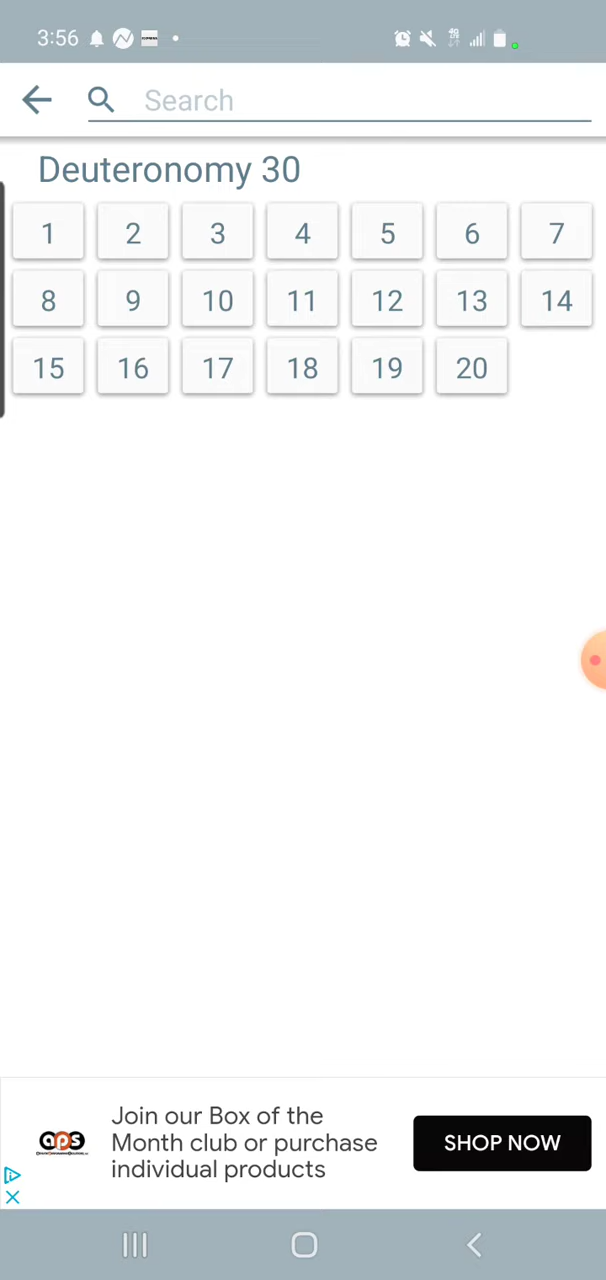 3:56
Search
Deuteronomy 30
1 2 3 4 5 6 7
8 9 10 11 12 13 14
15 16 17 18 19 20
Join our Box of the
Month club or purchase
individual products
SHOP NOW
aps